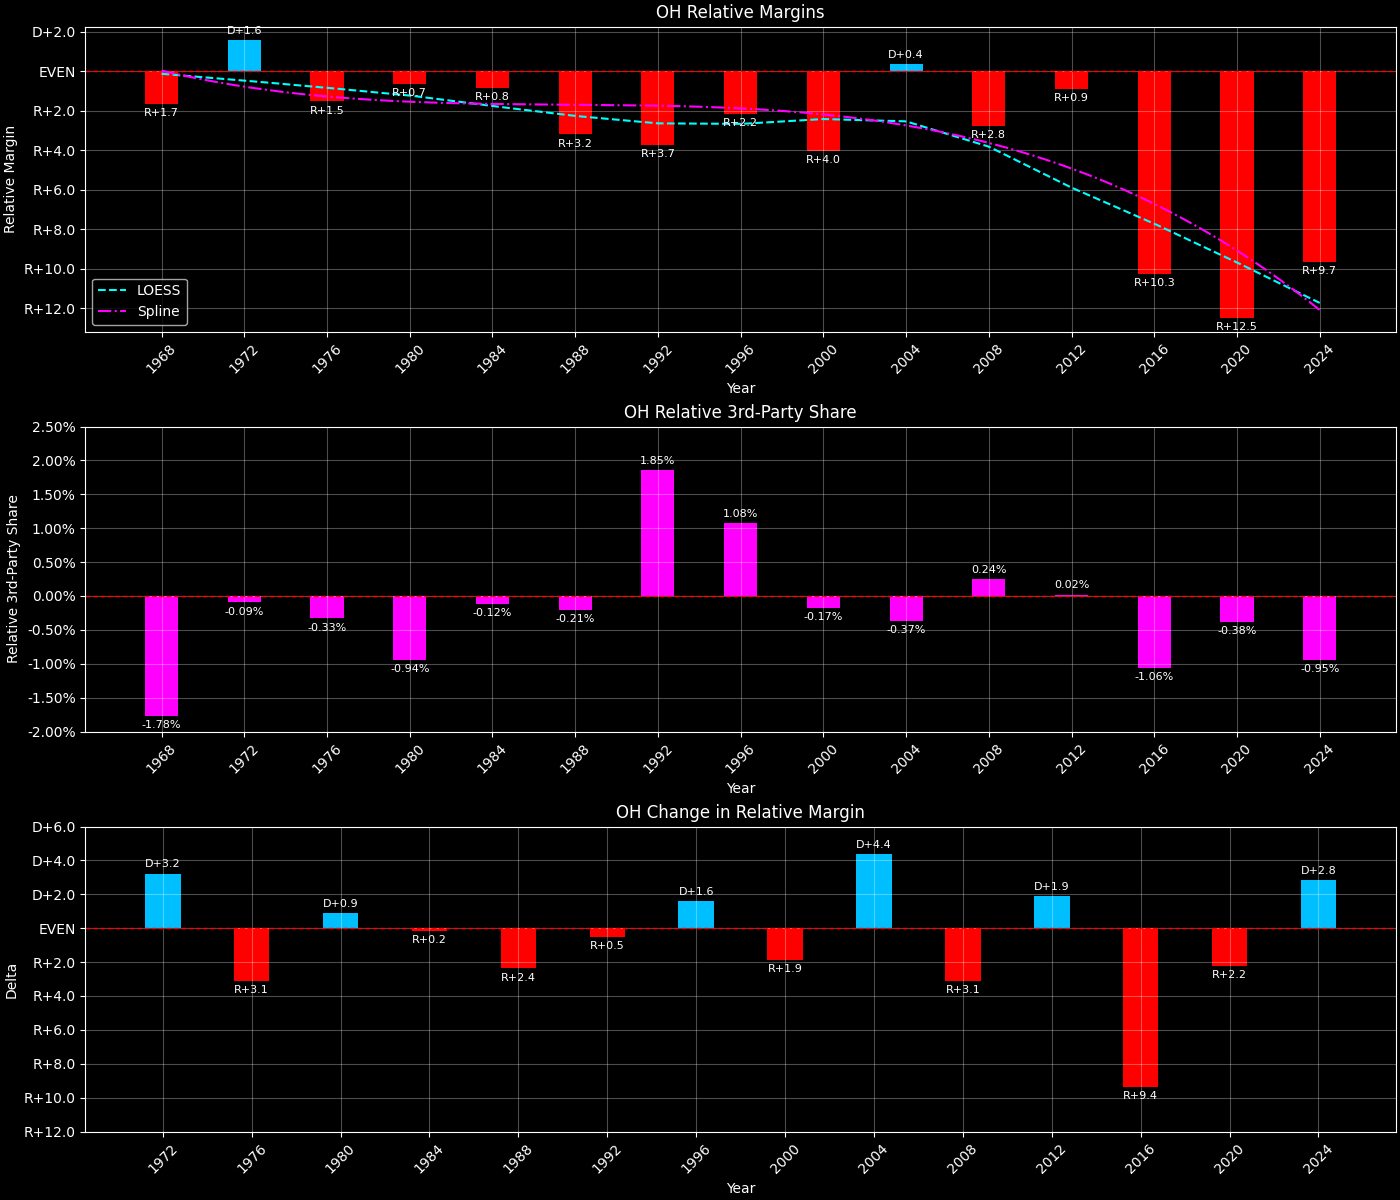 OH Relative Margins
Relative Margin
D+2.0
EVEN
R+2.0
R+4.0
R+6.0
R+8.0
R+10.0
R+12.0
R+1.7
D+1.6
R+1.5
R+0.7
R+0.8
R+3.2
R+3.7
R+2.2
R+4.0
D+0.4
R+2.8
R+0.9
R+10.3
R+12.5
R+9.7
LOESS
Spline
1968 1972 1976 1980 1984 1988 1992 1996 2000 2004 2008 2012 2016 2020 2024
Year
OH Relative 3rd-Party Share
Relative 3rd-Party Share
2.50%
2.00%
1.50%
1.00%
0.50%
0.00%
-0.50%
-1.00%
-1.50%
-2.00%
-1.78%
-0.09%
-0.33%
-0.94%
-0.12%
-0.21%
1.85%
1.08%
-0.17%
-0.37%
0.24%
0.02%
-1.06%
-0.38%
-0.95%
1968 1972 1976 1980 1984 1988 1992 1996 2000 2004 2008 2012 2016 2020 2024
Year
OH Change in Relative Margin
Delta
D+6.0
D+4.0
D+2.0
EVEN
R+2.0
R+4.0
R+6.0
R+8.0
R+10.0
R+12.0
D+3.2
R+3.1
D+0.9
R+0.2
R+2.4
R+0.5
D+1.6
R+1.9
D+4.4
R+3.1
D+1.9
R+9.4
R+2.2
D+2.8
1972 1976 1980 1984 1988 1992 1996 2000 2004 2008 2012 2016 2020 2024
Year